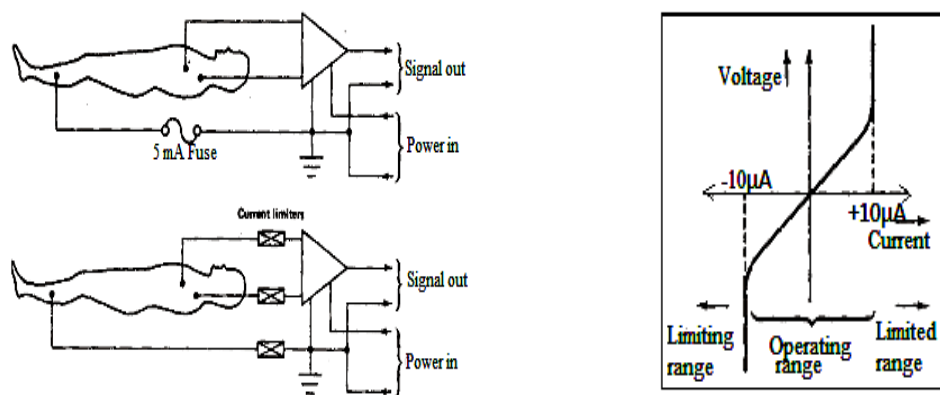 Signal out
5 mA Fuse
Power in
Current limiters
Signal out
Power in
Voltage
-10μA
+10μA
Current
Limiting
range
Operating
range
Limited
range